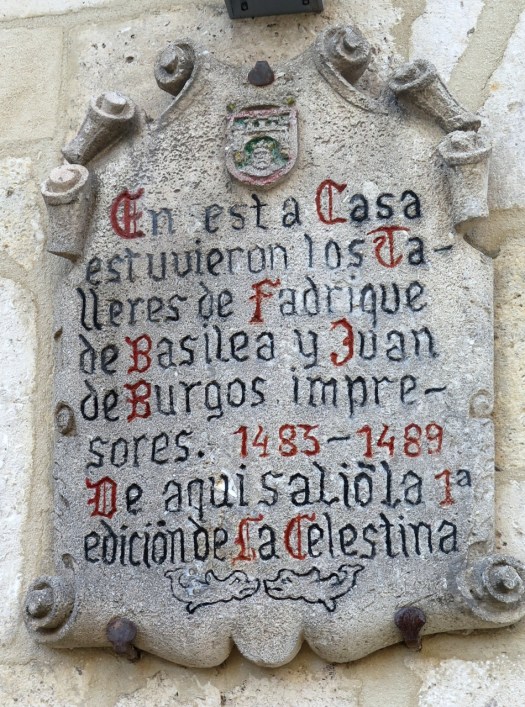 En esta Casa
estuvieron los Ta-
lleres de Fadrique
de Basilea y Juan
de Burgos impre-
sores. 1483-1489
De aqui salió la 1ª
edición de La Celestina